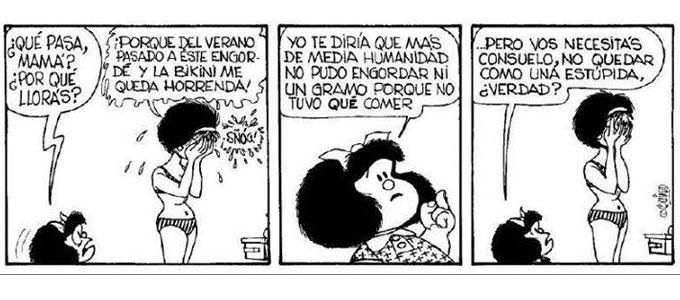 ¿QUÉ PASA,
MAMÁ?
¿POR QUÉ
LLORÁS?
¡PORQUE DEL VERANO
PASADO A ÉSTE ENGOR-
DÉ Y LA BIKINI ME
QUEDA HORRENDA!
SNÓG!
YO TE DIRÍA QUE MÁS
DE MEDIA HUMANIDAD
NO PUDO ENGORDAR NI
UN GRAMO PORQUE NO
TUVO QUÉ COMER
...PERO VOS NECESITÁS
CONSUELO, NO QUEDAR
COMO UNA ESTÚPIDA,
¿VERDAD?
QUINO